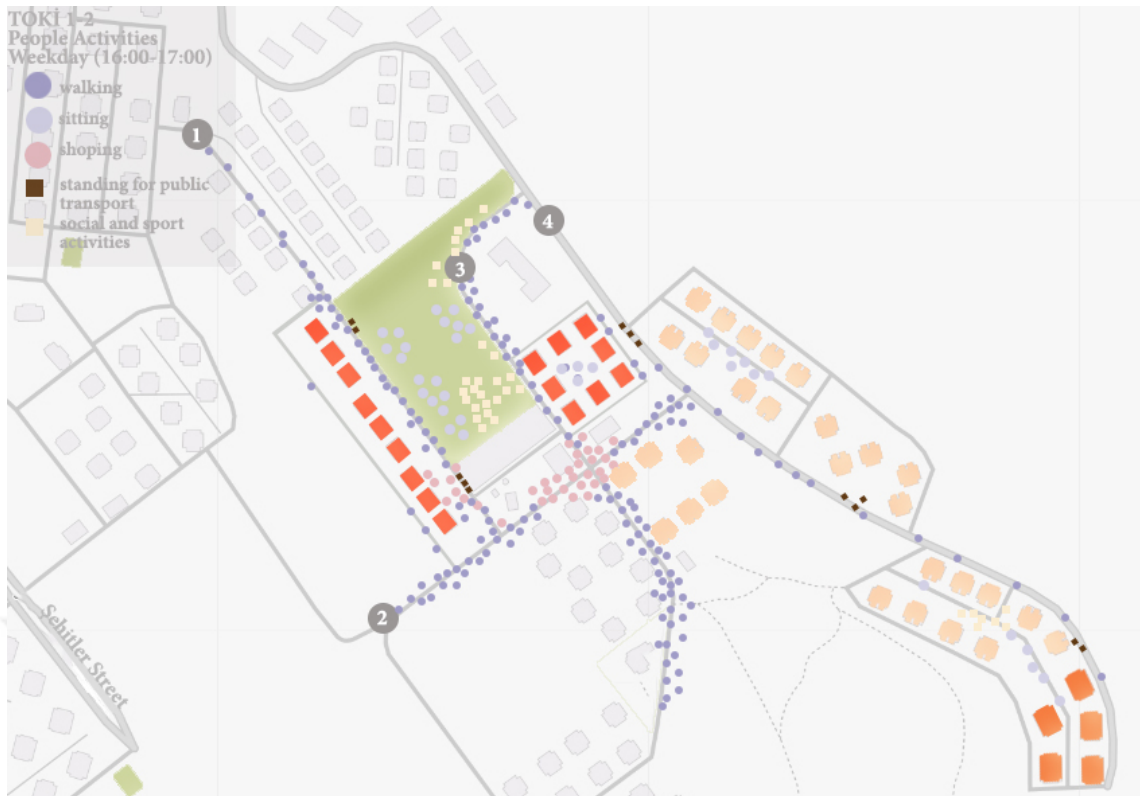 TOKİ 1-2
People Activities
Weekday (16:00-17:00)
walking
sitting
shoping
standing for public
transport
social and sport
activities
1
4
3
2
Sehitler Street